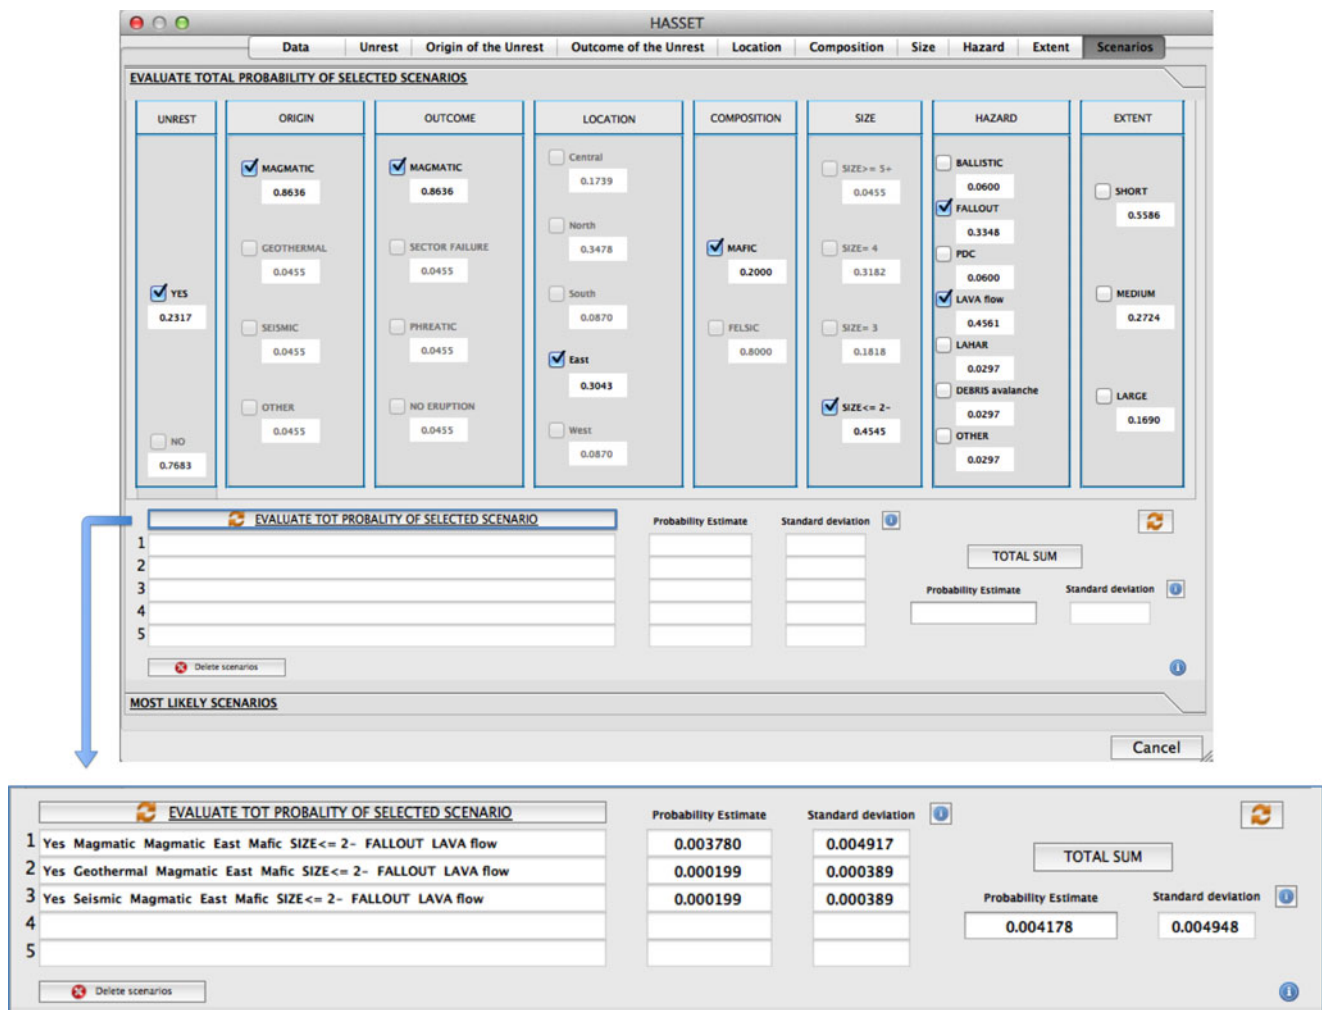 HASSET
Data Unrest Origin of the Unrest Outcome of the Unrest Location Composition Size Hazard Extent Scenarios
EVALUATE TOTAL PROBABILITY OF SELECTED SCENARIOS
UNREST
YES
0.2317
NO
0.7683
ORIGIN
MAGMATIC
0.8636
GEOTHERMAL
0.0455
SEISMIC
0.0455
OTHER
0.0455
OUTCOME
MAGMATIC
0.8636
SECTOR FAILURE
0.0455
PHREATIC
0.0455
NO ERUPTION
0.0455
LOCATION
Central
0.1739
North
0.3478
South
0.0870
East
0.3043
West
0.0870
COMPOSITION
MAFIC
0.2000
FELSIC
0.8000
SIZE
SIZE>= 5+
0.0455
SIZE= 4
0.3182
SIZE= 3
0.1818
SIZE<= 2-
0.4545
HAZARD
BALLISTIC
0.0600
FALLOUT
0.3348
PDC
0.0600
LAVA flow
0.4561
LAHAR
0.0297
DEBRIS avalanche
0.0297
OTHER
0.0297
EXTENT
SHORT
0.5586
MEDIUM
0.2724
LARGE
0.1690
EVALUATE TOT PROBALITY OF SELECTED SCENARIO Probability Estimate Standard deviation
1
2
3
4
5
TOTAL SUM
Probability Estimate Standard deviation
Delete scenarios
MOST LIKELY SCENARIOS
Cancel
EVALUATE TOT PROBALITY OF SELECTED SCENARIO Probability Estimate Standard deviation
1 Yes Magmatic Magmatic East Mafic SIZE<= 2- FALLOUT LAVA flow 0.003780 0.004917
2 Yes Geothermal Magmatic East Mafic SIZE<= 2- FALLOUT LAVA flow 0.000199 0.000389
3 Yes Seismic Magmatic East Mafic SIZE<= 2- FALLOUT LAVA flow 0.000199 0.000389
4
5
TOTAL SUM
Probability Estimate Standard deviation
0.004178 0.004948
Delete scenarios